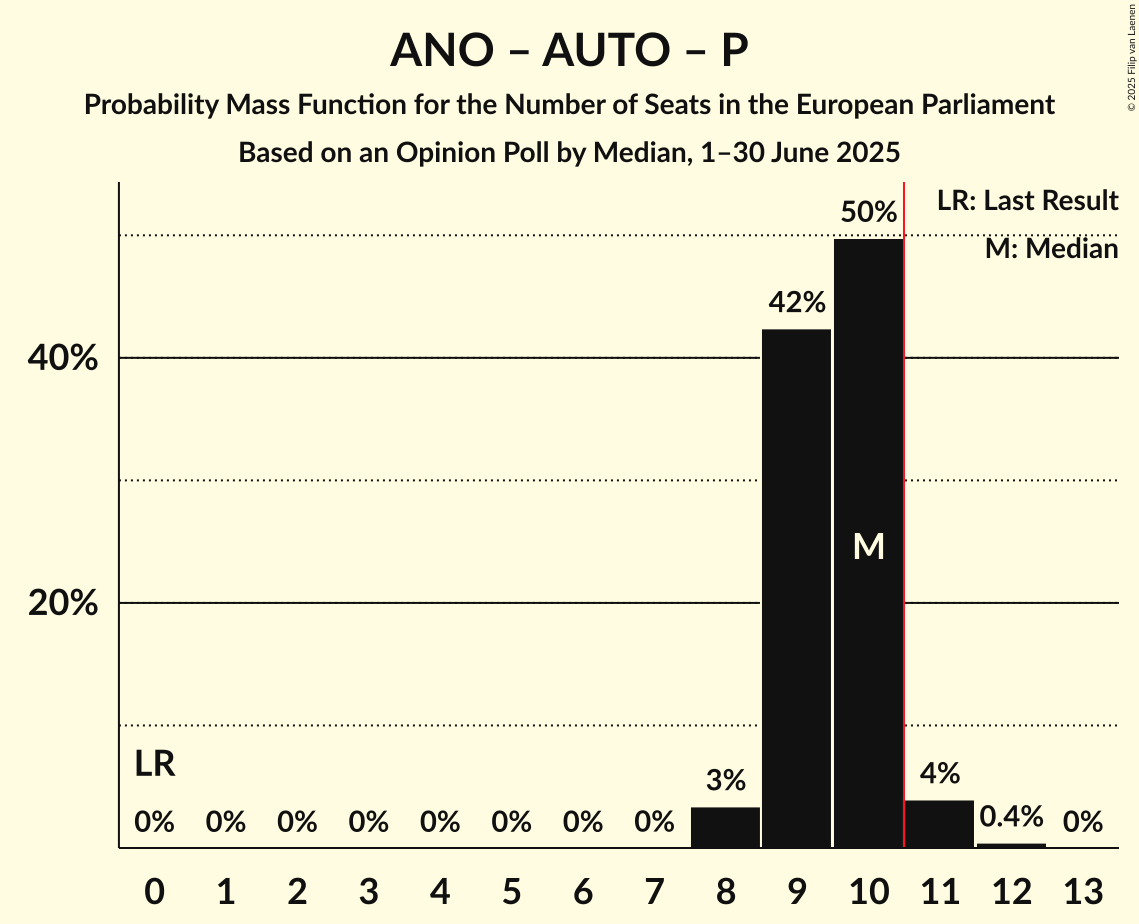 ANO – AUTO – P
Probability Mass Function for the Number of Seats in the European Parliament
Based on an Opinion Poll by Median, 1–30 June 2025
© 2025 Filip van Laenen
LR: Last Result
M: Median
50%
42%
40%
M
20%
LR
3%
4%
0% 0% 0% 0% 0% 0% 0% 0% 0.4% 0%
0 1 2 3 4 5 6 7 8 9 10 11 12 13